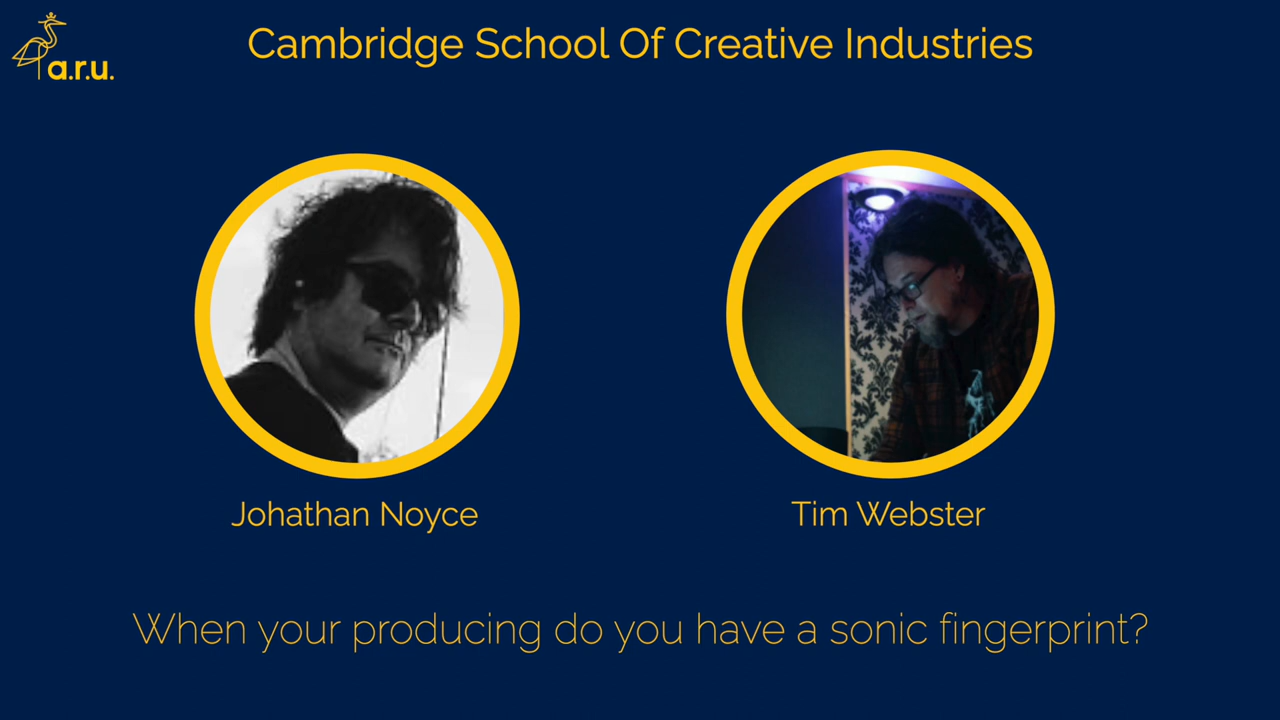 Cambridge School Of Creative Industries
a.r.u.
Johathan Noyce
Tim Webster
When your producing do you have a sonic fingerprint?